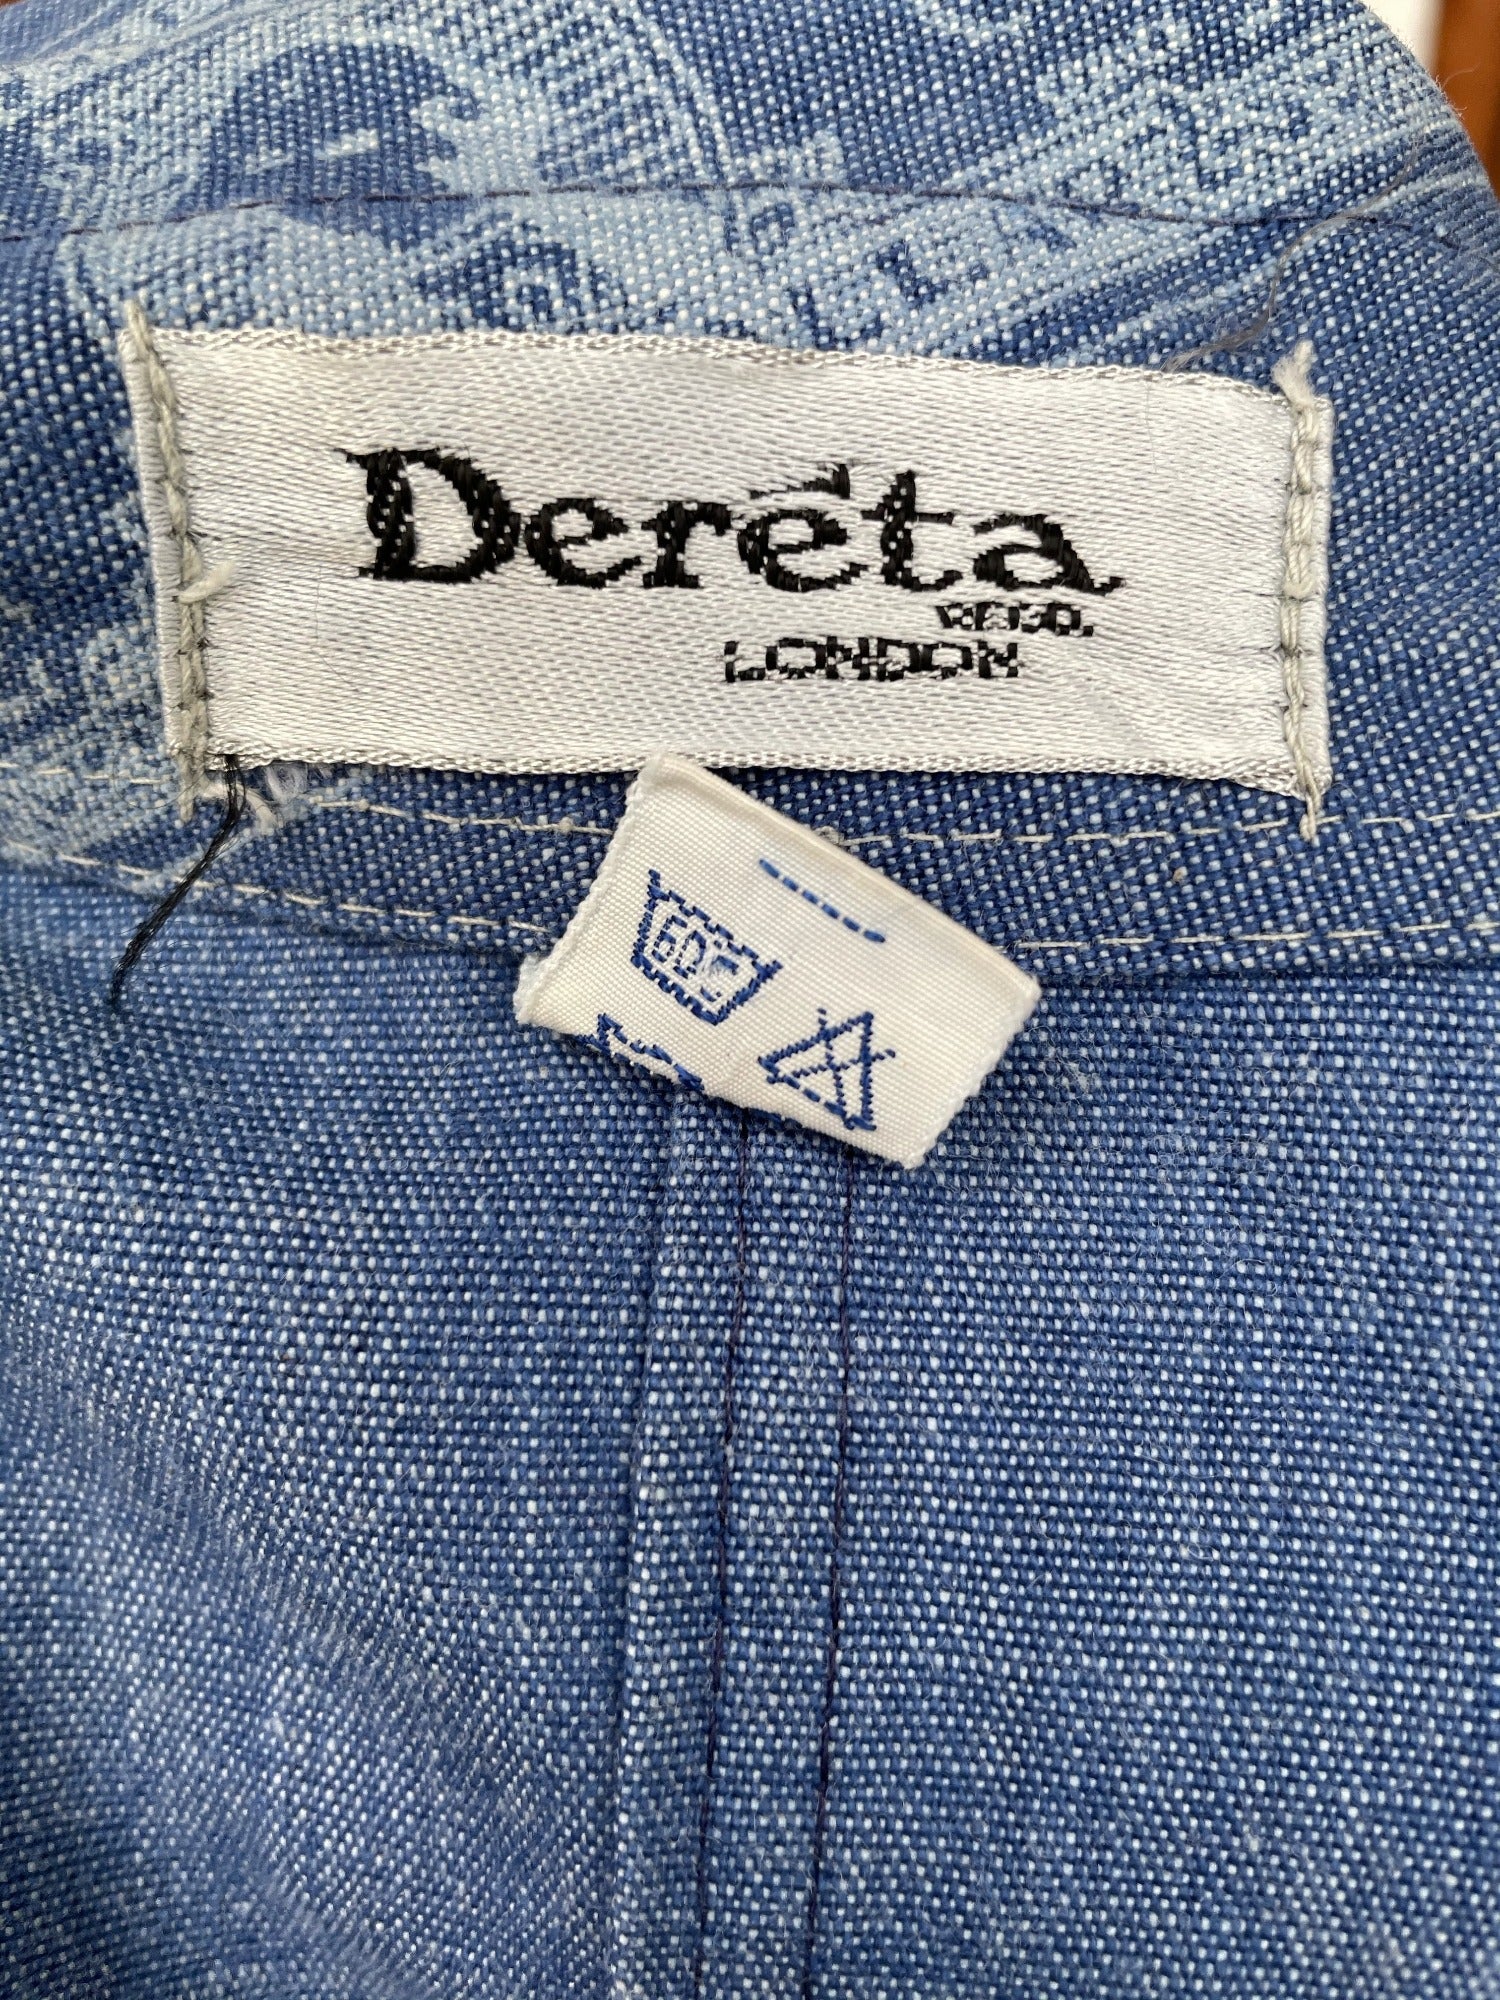 Deréta
REGD.
LONDON
60°C